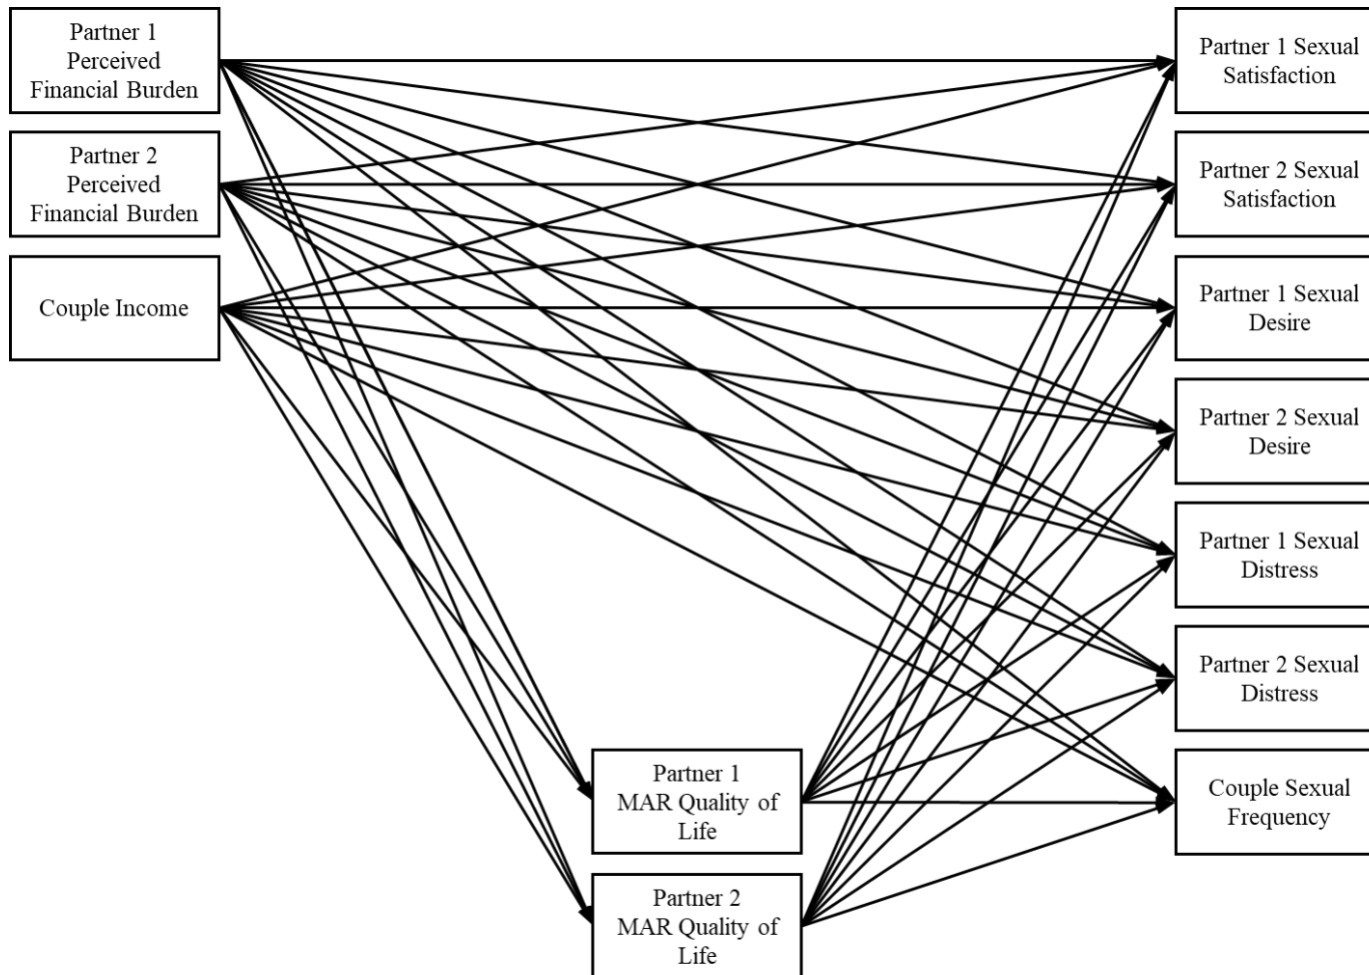 Partner 1
Perceived
Financial Burden
Partner 2
Perceived
Financial Burden
Couple Income
Partner 1
MAR Quality of
Life
Partner 2
MAR Quality of
Life
Partner 1 Sexual
Satisfaction
Partner 2 Sexual
Satisfaction
Partner 1 Sexual
Desire
Partner 2 Sexual
Desire
Partner 1 Sexual
Distress
Partner 2 Sexual
Distress
Couple Sexual
Frequency